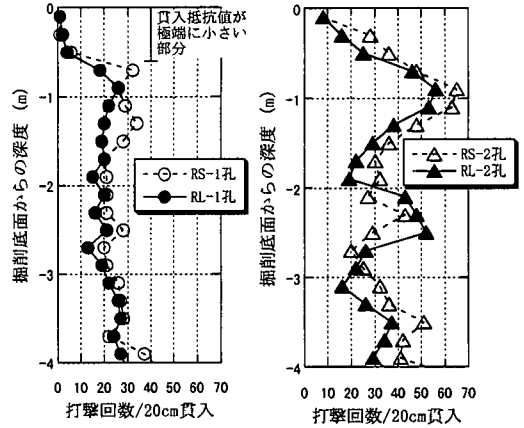 貫入抵抗値が
極端に小さい
部分
0
-1
-2
-3
-4
掘削底面からの深度 (m)
RS-1孔
RL-1孔
0 10 20 30 40 50 60 70
打撃回数/20cm貫入
0
-1
-2
-3
-4
掘削底面からの深度 (m)
RS-2孔
RL-2孔
0 10 20 30 40 50 60 70
打撃回数/20cm貫入